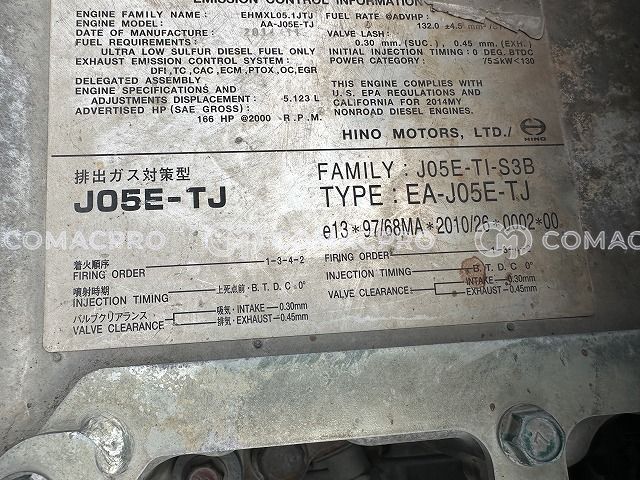 EMISSION CONTROL INFORMATION
ENGINE FAMILY NAME : EHMXL05.1JTJ
ENGINE MODEL: AA-J05E-TJ
DATE OF MANUFACTURE:
FUEL REQUIREMENTS:
ULTRA LOW SULFUR DIESEL FUEL ONLY
EXHAUST EMISSION CONTROL SYSTEM :
DFI,TC,CAC,ECM,PTOX,OC,EGR
DELEGATED ASSEMBLY
ENGINE SPECIFICATIONS AND
ADJUSTMENTS DISPLACEMENT: 5.123 L
ADVERTISED HP (SAE GROSS):
166 HP @2000 R.P.M.
FUEL RATE @ADVHP :
132.0 ±4.5
VALVE LASH:
0.30 mm (SUC.), 0.45 mm (EXH.)
INITIAL INJECTION TIMING: 0 DEG. BTDC
POWER CATEGORY: 75≤kW<130
THIS ENGINE COMPLIES WITH
U.S. EPA REGULATIONS AND
CALIFORNIA FOR 2014MY
NONROAD DIESEL ENGINES.
HINO MOTORS, LTD./
HINO
排出ガス対策型
J05E-TJ
FAMILY : J05E-TI-S3B
TYPE : EA-J05E-TJ
e13*97/68MA*2010/26*0002*00
COMACPRO
COMACPRO
着火順序
FIRING ORDER 1-3-4-2
噴射時期 上死点前·B. T. D. C 0°
INJECTION TIMING
バルブクリアランス 吸気·INTAKE 0.30mm
VALVE CLEARANCE 排気·EXHAUST 0.45mm
FIRING ORDER
INJECTION TIMING B. T. D. C 0°
VALVE CLEARANCE INTAKE 0.30mm
EXHAUST 0.45mm